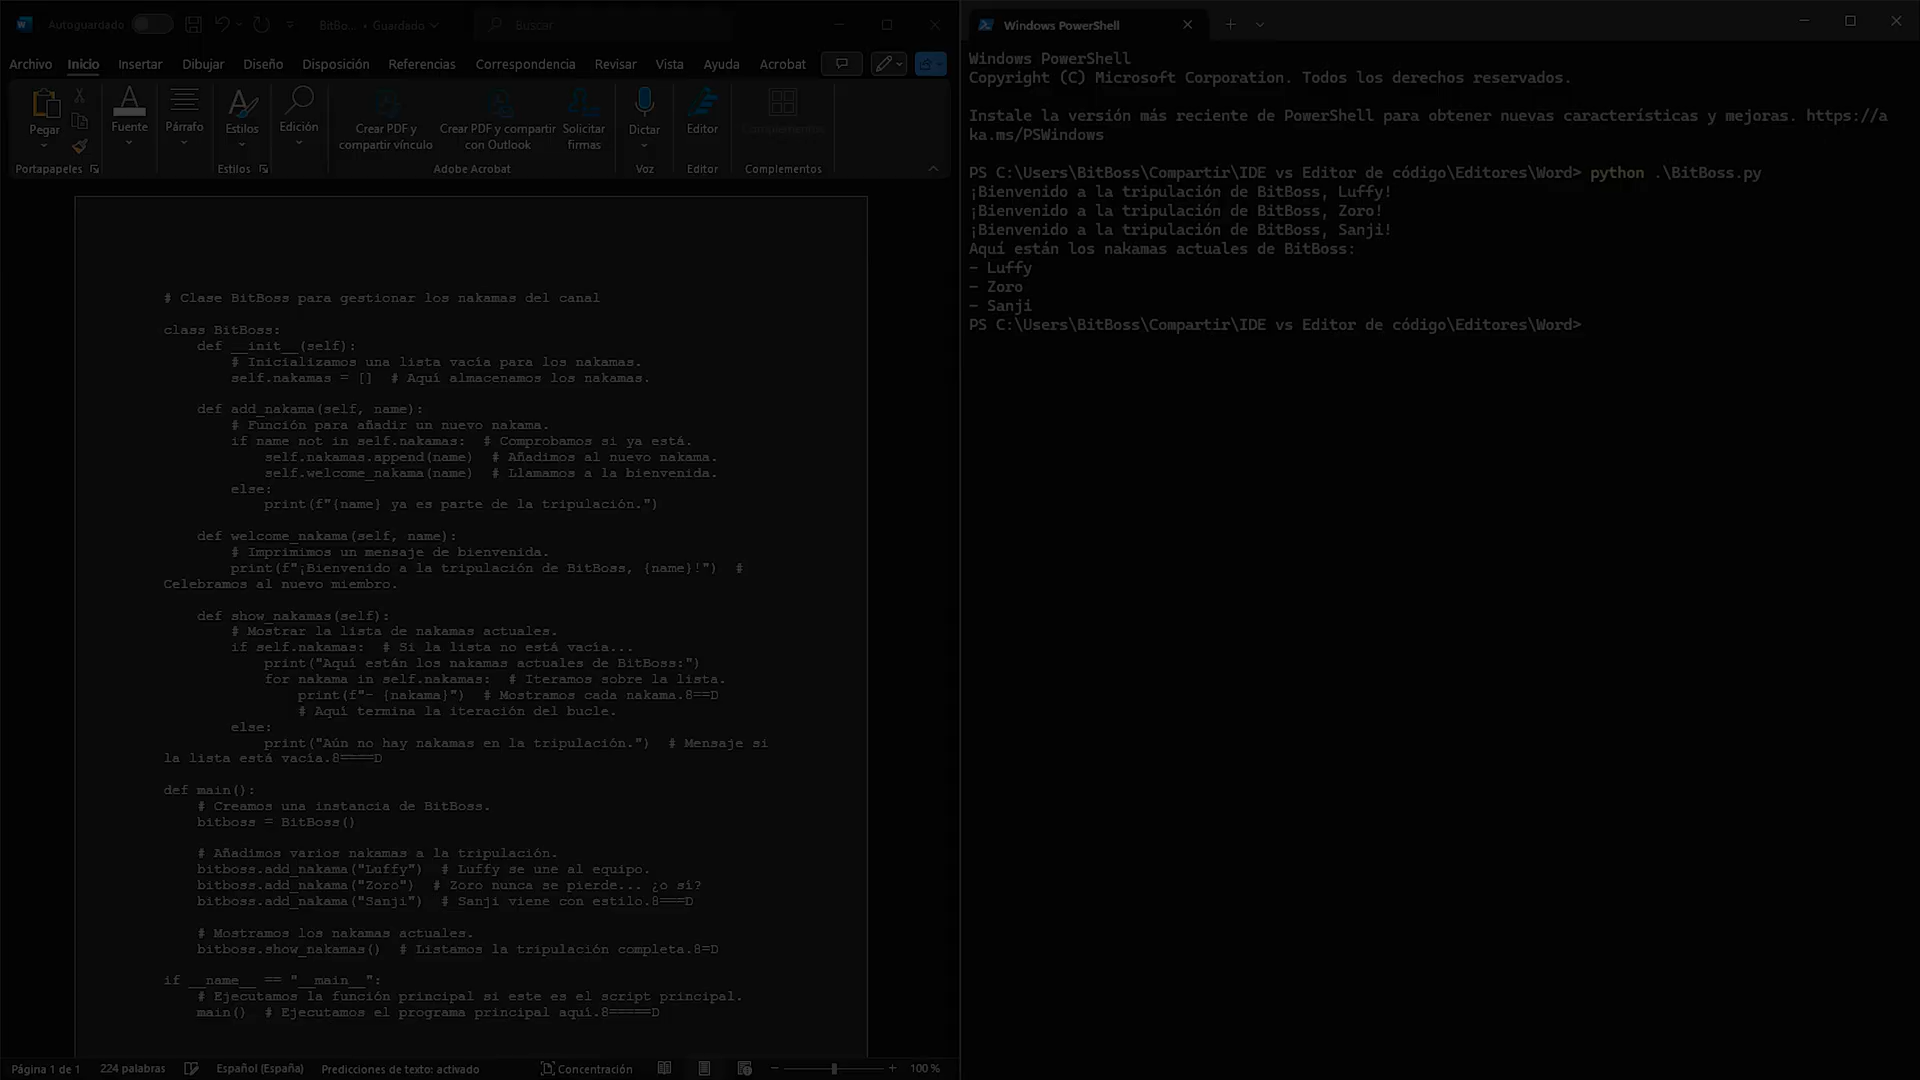 Autoguardado
BitBo... • Guardado
Buscar
Archivo Inicio Insertar Dibujar Diseño Disposición Referencias Correspondencia Revisar Vista Ayuda Acrobat
Pegar
Fuente
Párrafo
Estilos
Edición
Crear PDF y compartir vínculo
Crear PDF y compartir con Outlook
Solicitar firmas
Dictar
Editor
Complementos
Portapapeles
Estilos
Adobe Acrobat
Voz
Editor
Complementos
# Clase BitBoss para gestionar los nakamas del canal
class BitBoss:
    def __init__(self):
        # Inicializamos una lista vacía para los nakamas.
        self.nakamas = []  # Aquí almacenamos los nakamas.
    def add_nakama(self, name):
        # Función para añadir un nuevo nakama.
        if name not in self.nakamas:  # Comprobamos si ya está.
            self.nakamas.append(name)  # Añadimos al nuevo nakama.
            self.welcome_nakama(name)  # Llamamos a la bienvenida.
        else:
            print(f"{name} ya es parte de la tripulación.")
    def welcome_nakama(self, name):
        # Imprimimos un mensaje de bienvenida.
        print(f"¡Bienvenido a la tripulación de BitBoss, {name}!")  #
Celebramos al nuevo miembro.
    def show_nakamas(self):
        # Mostrar la lista de nakamas actuales.
        if self.nakamas:  # Si la lista no está vacía...
            print("Aquí están los nakamas actuales de BitBoss:")
            for nakama in self.nakamas:  # Iteramos sobre la lista.
                print(f"- {nakama}")  # Mostramos cada nakama.8==D
                # Aquí termina la iteración del bucle.
        else:
            print("Aún no hay nakamas en la tripulación.")  # Mensaje si
la lista está vacía.8====D
def main():
    # Creamos una instancia de BitBoss.
    bitboss = BitBoss()
    # Añadimos varios nakamas a la tripulación.
    bitboss.add_nakama("Luffy")  # Luffy se une al equipo.
    bitboss.add_nakama("Zoro")  # Zoro nunca se pierde... ¿o sí?
    bitboss.add_nakama("Sanji")  # Sanji viene con estilo.8===D
    # Mostramos los nakamas actuales.
    bitboss.show_nakamas()  # Listamos la tripulación completa.8=D
if __name__ == "__main__":
    # Ejecutamos la función principal si este es el script principal.
    main()  # Ejecutamos el programa principal aquí.8=====D
Página 1 de 1 224 palabras Español (España) Predicciones de texto: activado Concentración 100 %
Windows PowerShell
Windows PowerShell
Copyright (C) Microsoft Corporation. Todos los derechos reservados.
Instale la versión más reciente de PowerShell para obtener nuevas características y mejoras. https://a
ka.ms/PSWindows
PS C:\Users\BitBoss\Compartir\IDE vs Editor de código\Editores\Word> python .\BitBoss.py
¡Bienvenido a la tripulación de BitBoss, Luffy!
¡Bienvenido a la tripulación de BitBoss, Zoro!
¡Bienvenido a la tripulación de BitBoss, Sanji!
Aquí están los nakamas actuales de BitBoss:
- Luffy
- Zoro
- Sanji
PS C:\Users\BitBoss\Compartir\IDE vs Editor de código\Editores\Word>